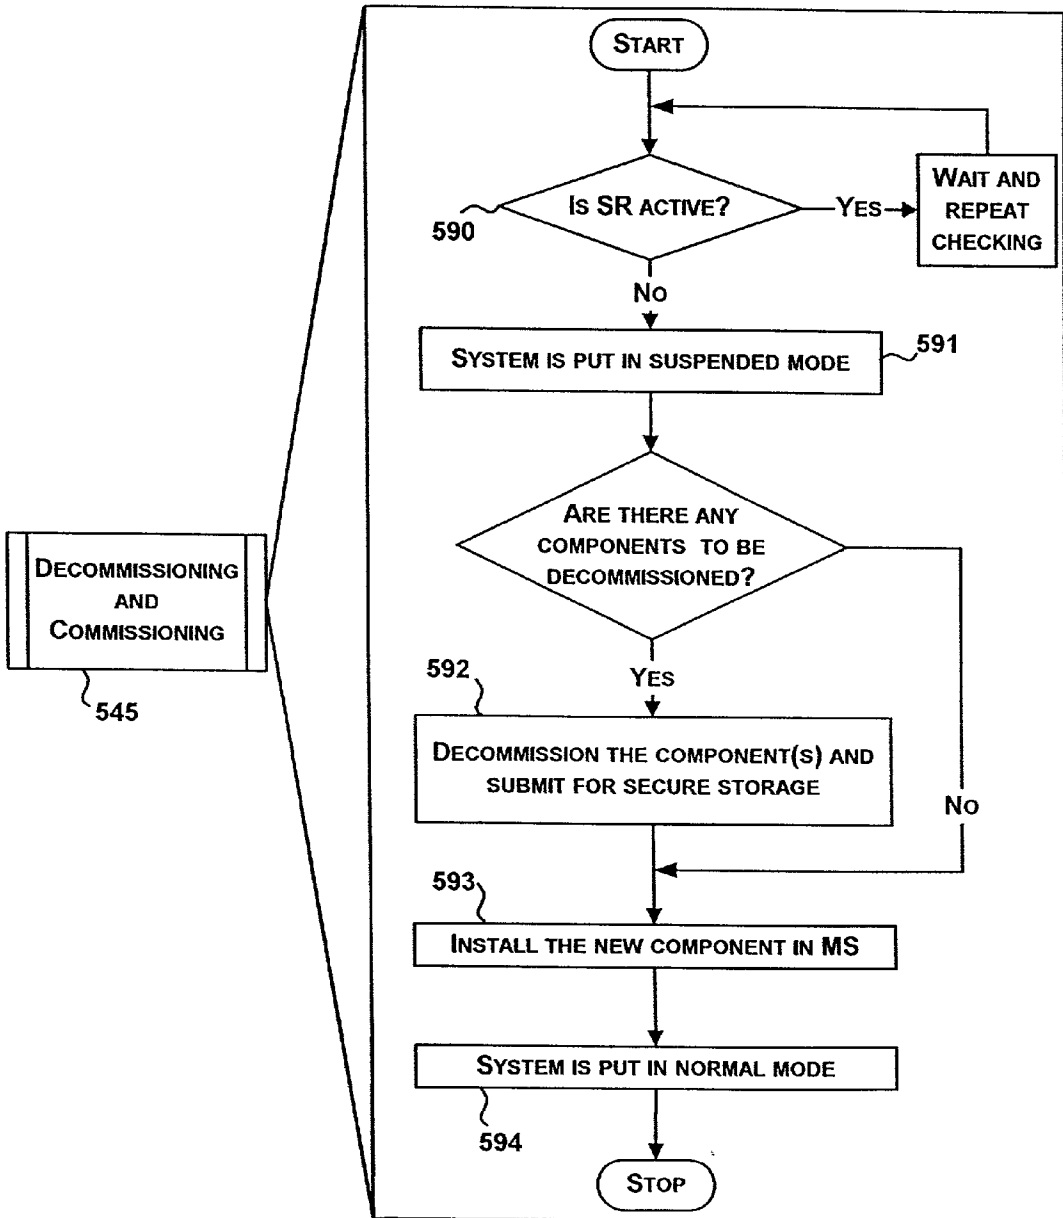 START
IS SR ACTIVE?
YES
WAIT AND
REPEAT
CHECKING
590
NO
SYSTEM IS PUT IN SUSPENDED MODE
591
ARE THERE ANY
COMPONENTS TO BE
DECOMMISSIONED?
DECOMMISSIONING
AND
COMMISSIONING
545
YES
592
DECOMMISSION THE COMPONENT(S) AND
SUBMIT FOR SECURE STORAGE
NO
593
INSTALL THE NEW COMPONENT IN MS
SYSTEM IS PUT IN NORMAL MODE
594
STOP